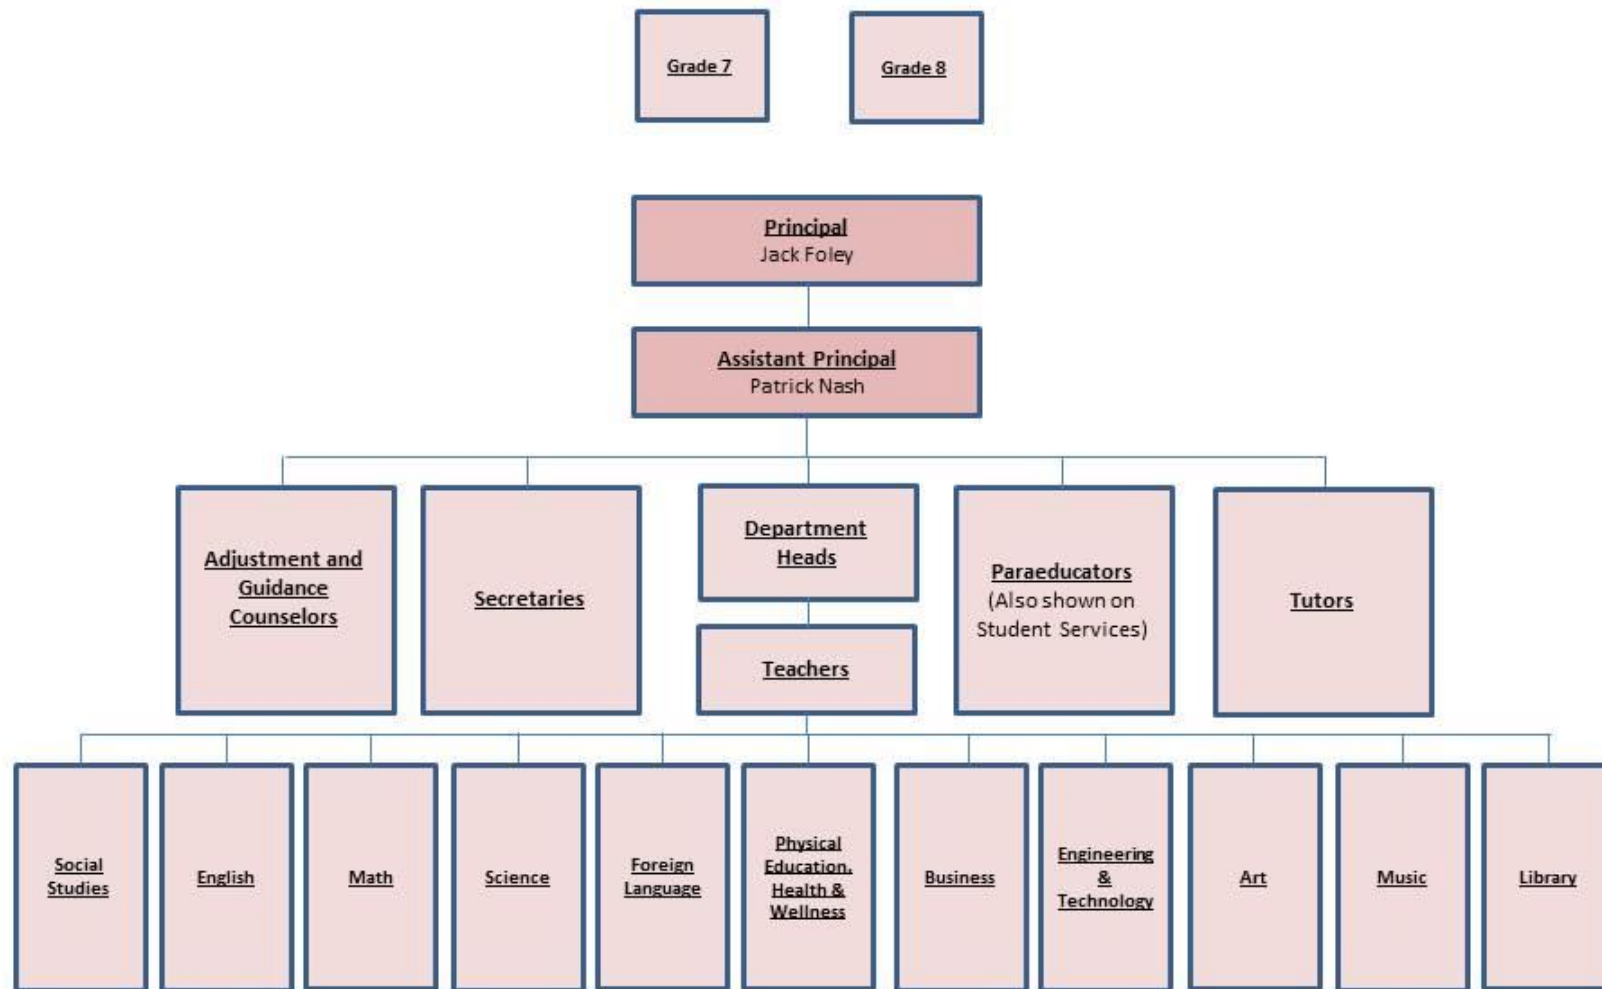 Grade 7
Grade 8
Principal
Jack Foley
Assistant Principal
Patrick Nash
Adjustment and
Guidance
Counselors
Secretaries
Department
Heads
Teachers
Paraeducators
(Also shown on
Student Services)
Tutors
Social
Studies
English
Math
Science
Foreign
Language
Physical
Education,
Health &
Wellness
Business
Engineering
&
Technology
Art
Music
Library